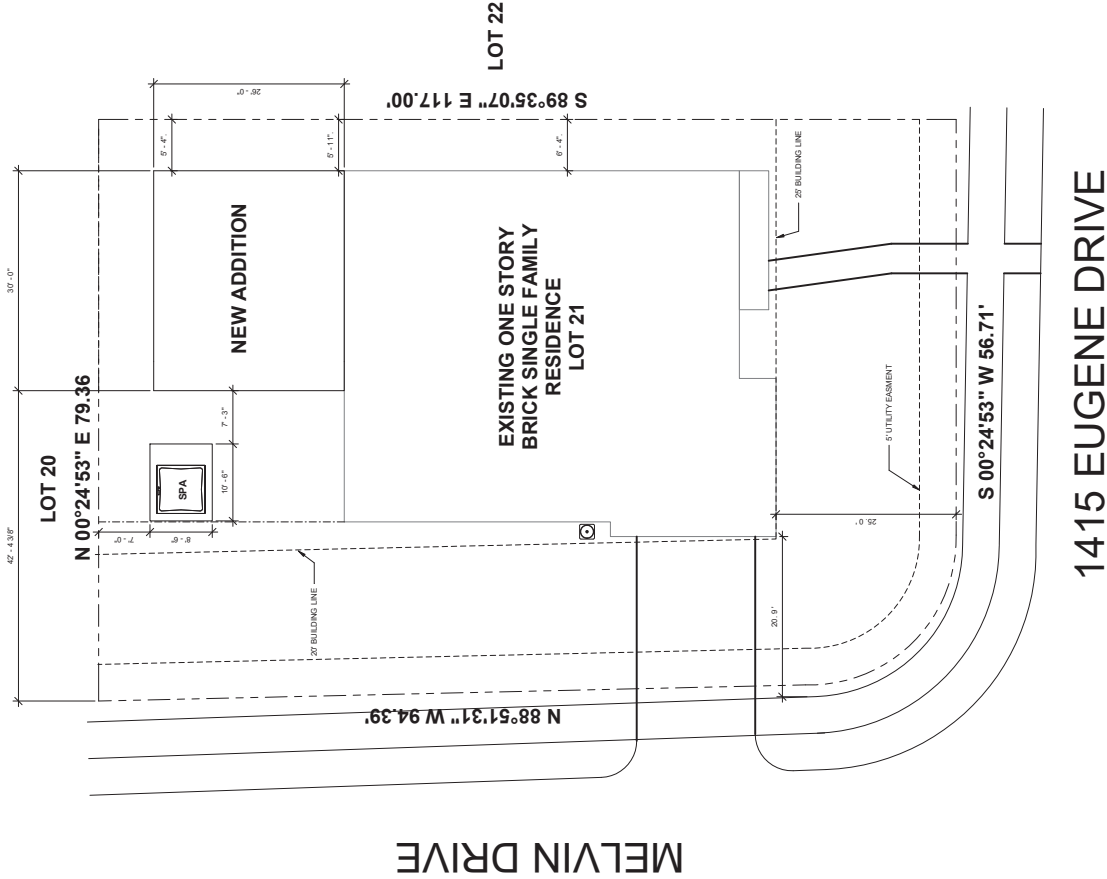 LOT 22
26' - 0"
S 89°35'07" E 117.00'
5' - 4".
5' - 11".
6' - 4".
30' - 0"
25' BUILDING LINE
NEW ADDITION
EXISTING ONE STORY
BRICK SINGLE FAMILY
RESIDENCE
LOT 21
LOT 20
N 00°24'53" E 79.36
7' - 3"
10' - 6"
SPA
42' - 4 3/8"
7' - 0"
8' - 6"
5' UTILITY EASMENT
S 00°24'53" W 56.71'
25. 0 '
20' BUILDING LINE
20. 9'
N 88°51'31" W 94.39'
1415 EUGENE DRIVE
MELVIN DRIVE